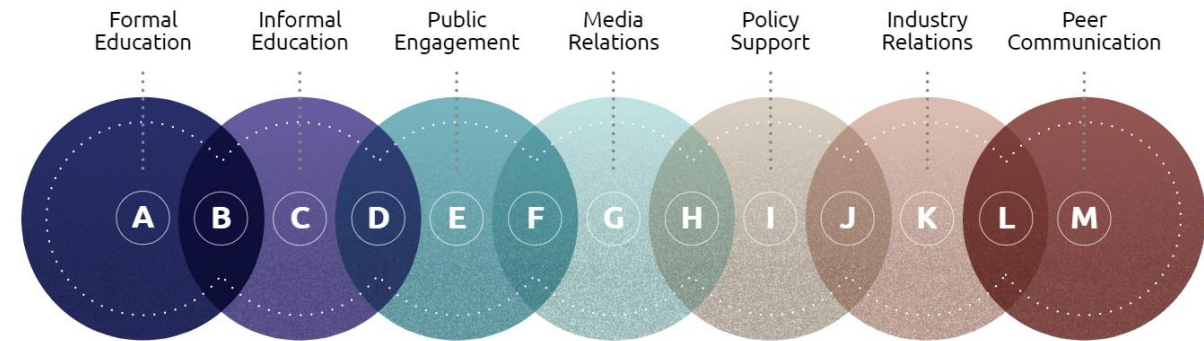 Formal
Education
Informal
Education
Public
Engagement
Media
Relations
Policy
Support
Industry
Relations
Peer
Communication
A B C D E F G H I J K L M